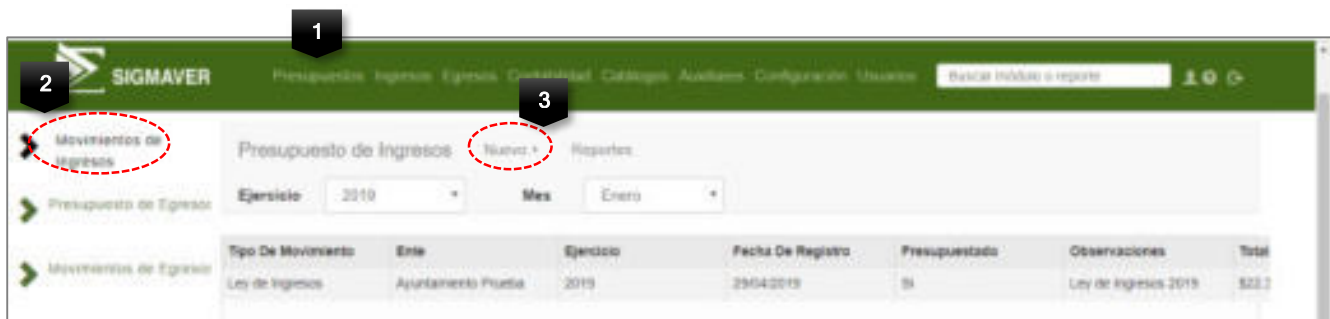 1
SIGMAVER
Presupuestos Ingresos Egresos Contabilidad Catálogos Auxiliares Configuración Usuarios
Buscar módulo o reporte
2
3
Movimientos de
Ingresos
Presupuesto de Ingresos Nuevo Reportes
Ejercicio 2019 Mes Enero
Presupuesto de Egresos
Tipo De Movimiento Ente Ejercicio Fecha De Registro Presupuestado Observaciones Total
Movimientos de Egresos
Ley de Ingresos Ayuntamiento Prueba 2019 29/04/2019 Si Ley de Ingresos 2019